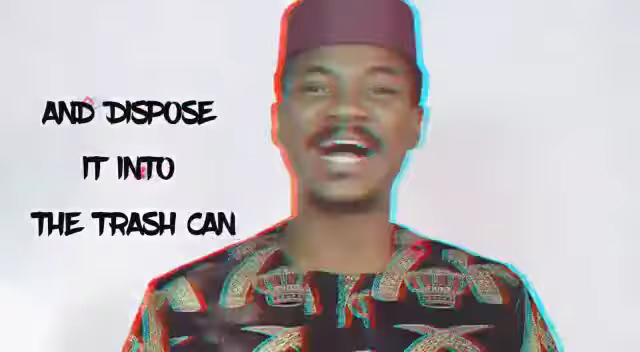 AND DISPOSE
IT INTO
THE TRASH CAN